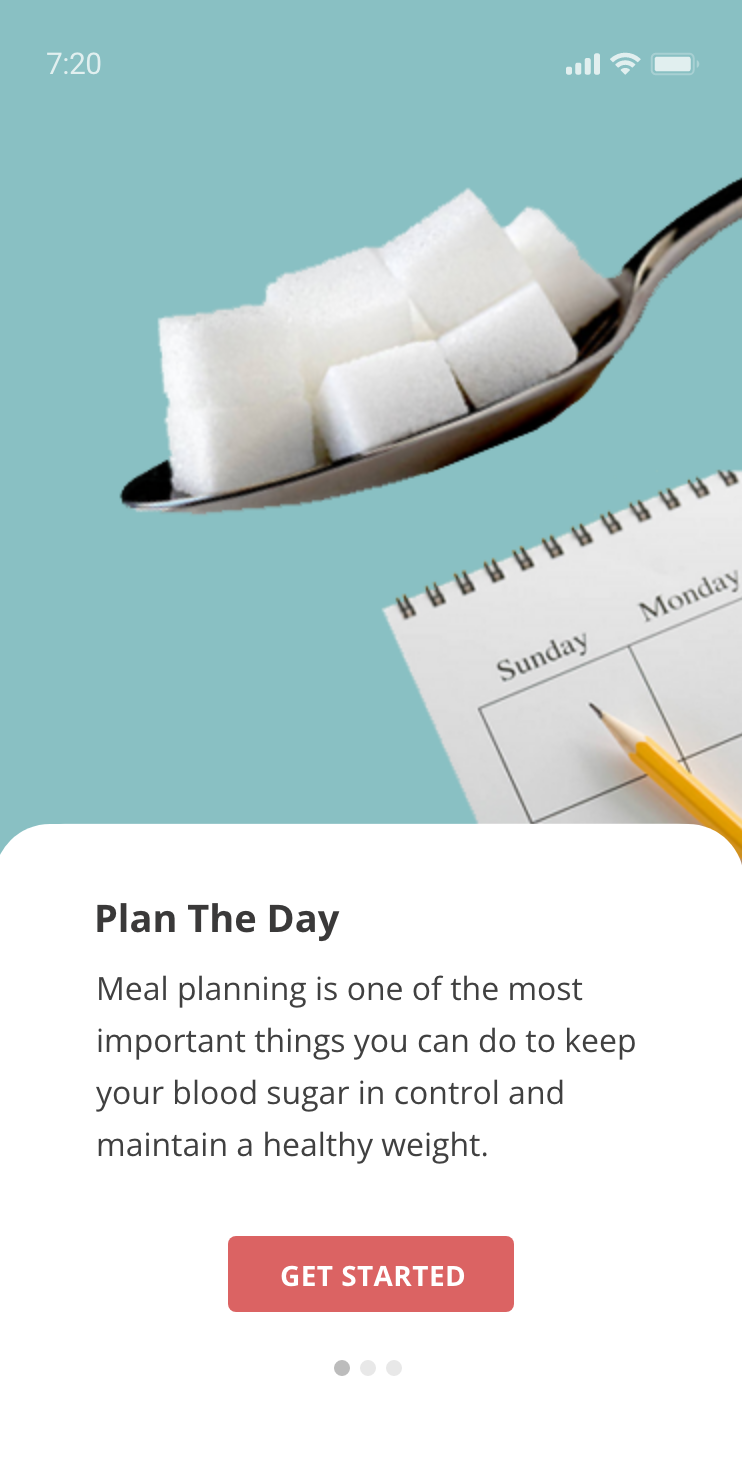 7:20
Sunday
Monday
Plan The Day
Meal planning is one of the most
important things you can do to keep
your blood sugar in control and
maintain a healthy weight.
GET STARTED